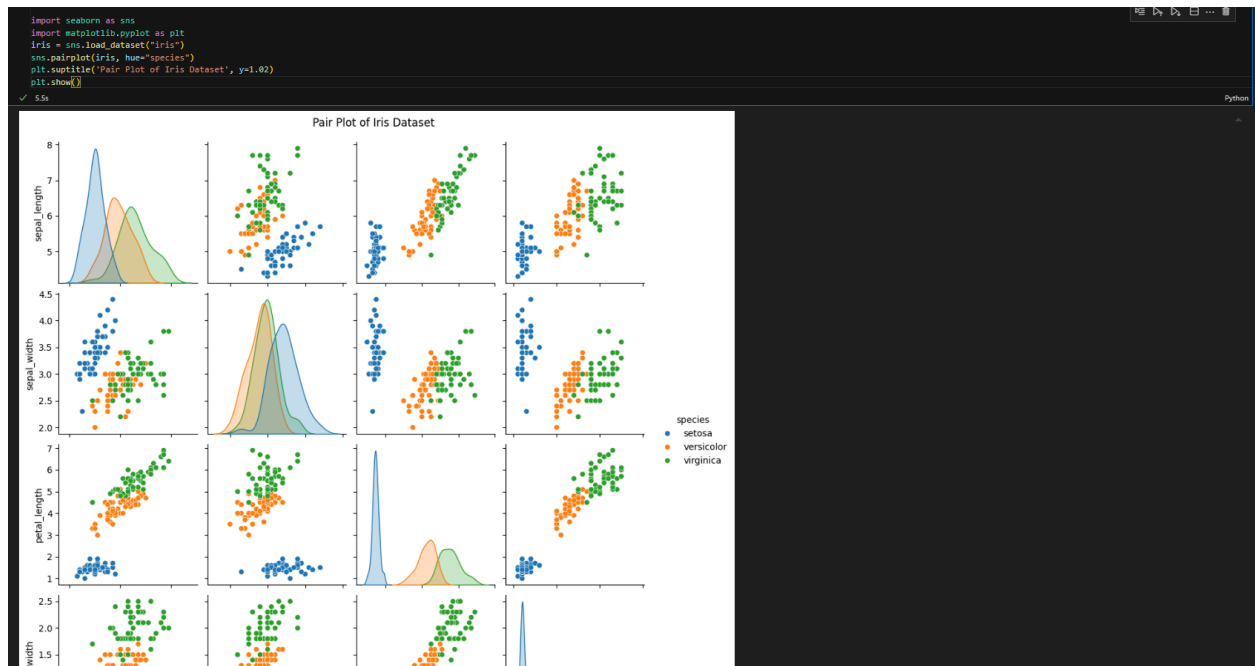 import seaborn as sns
import matplotlib.pyplot as plt
iris = sns.load_dataset("iris")
sns.pairplot(iris, hue="species")
plt.suptitle('Pair Plot of Iris Dataset', y=1.02)
plt.show()
5.5s
Python
Pair Plot of Iris Dataset
8
7
6
5
sepal_length
4.5
4.0
3.5
3.0
2.5
2.0
sepal_width
species
setosa
versicolor
virginica
7
6
5
4
3
2
1
petal_length
2.5
2.0
1.5
width